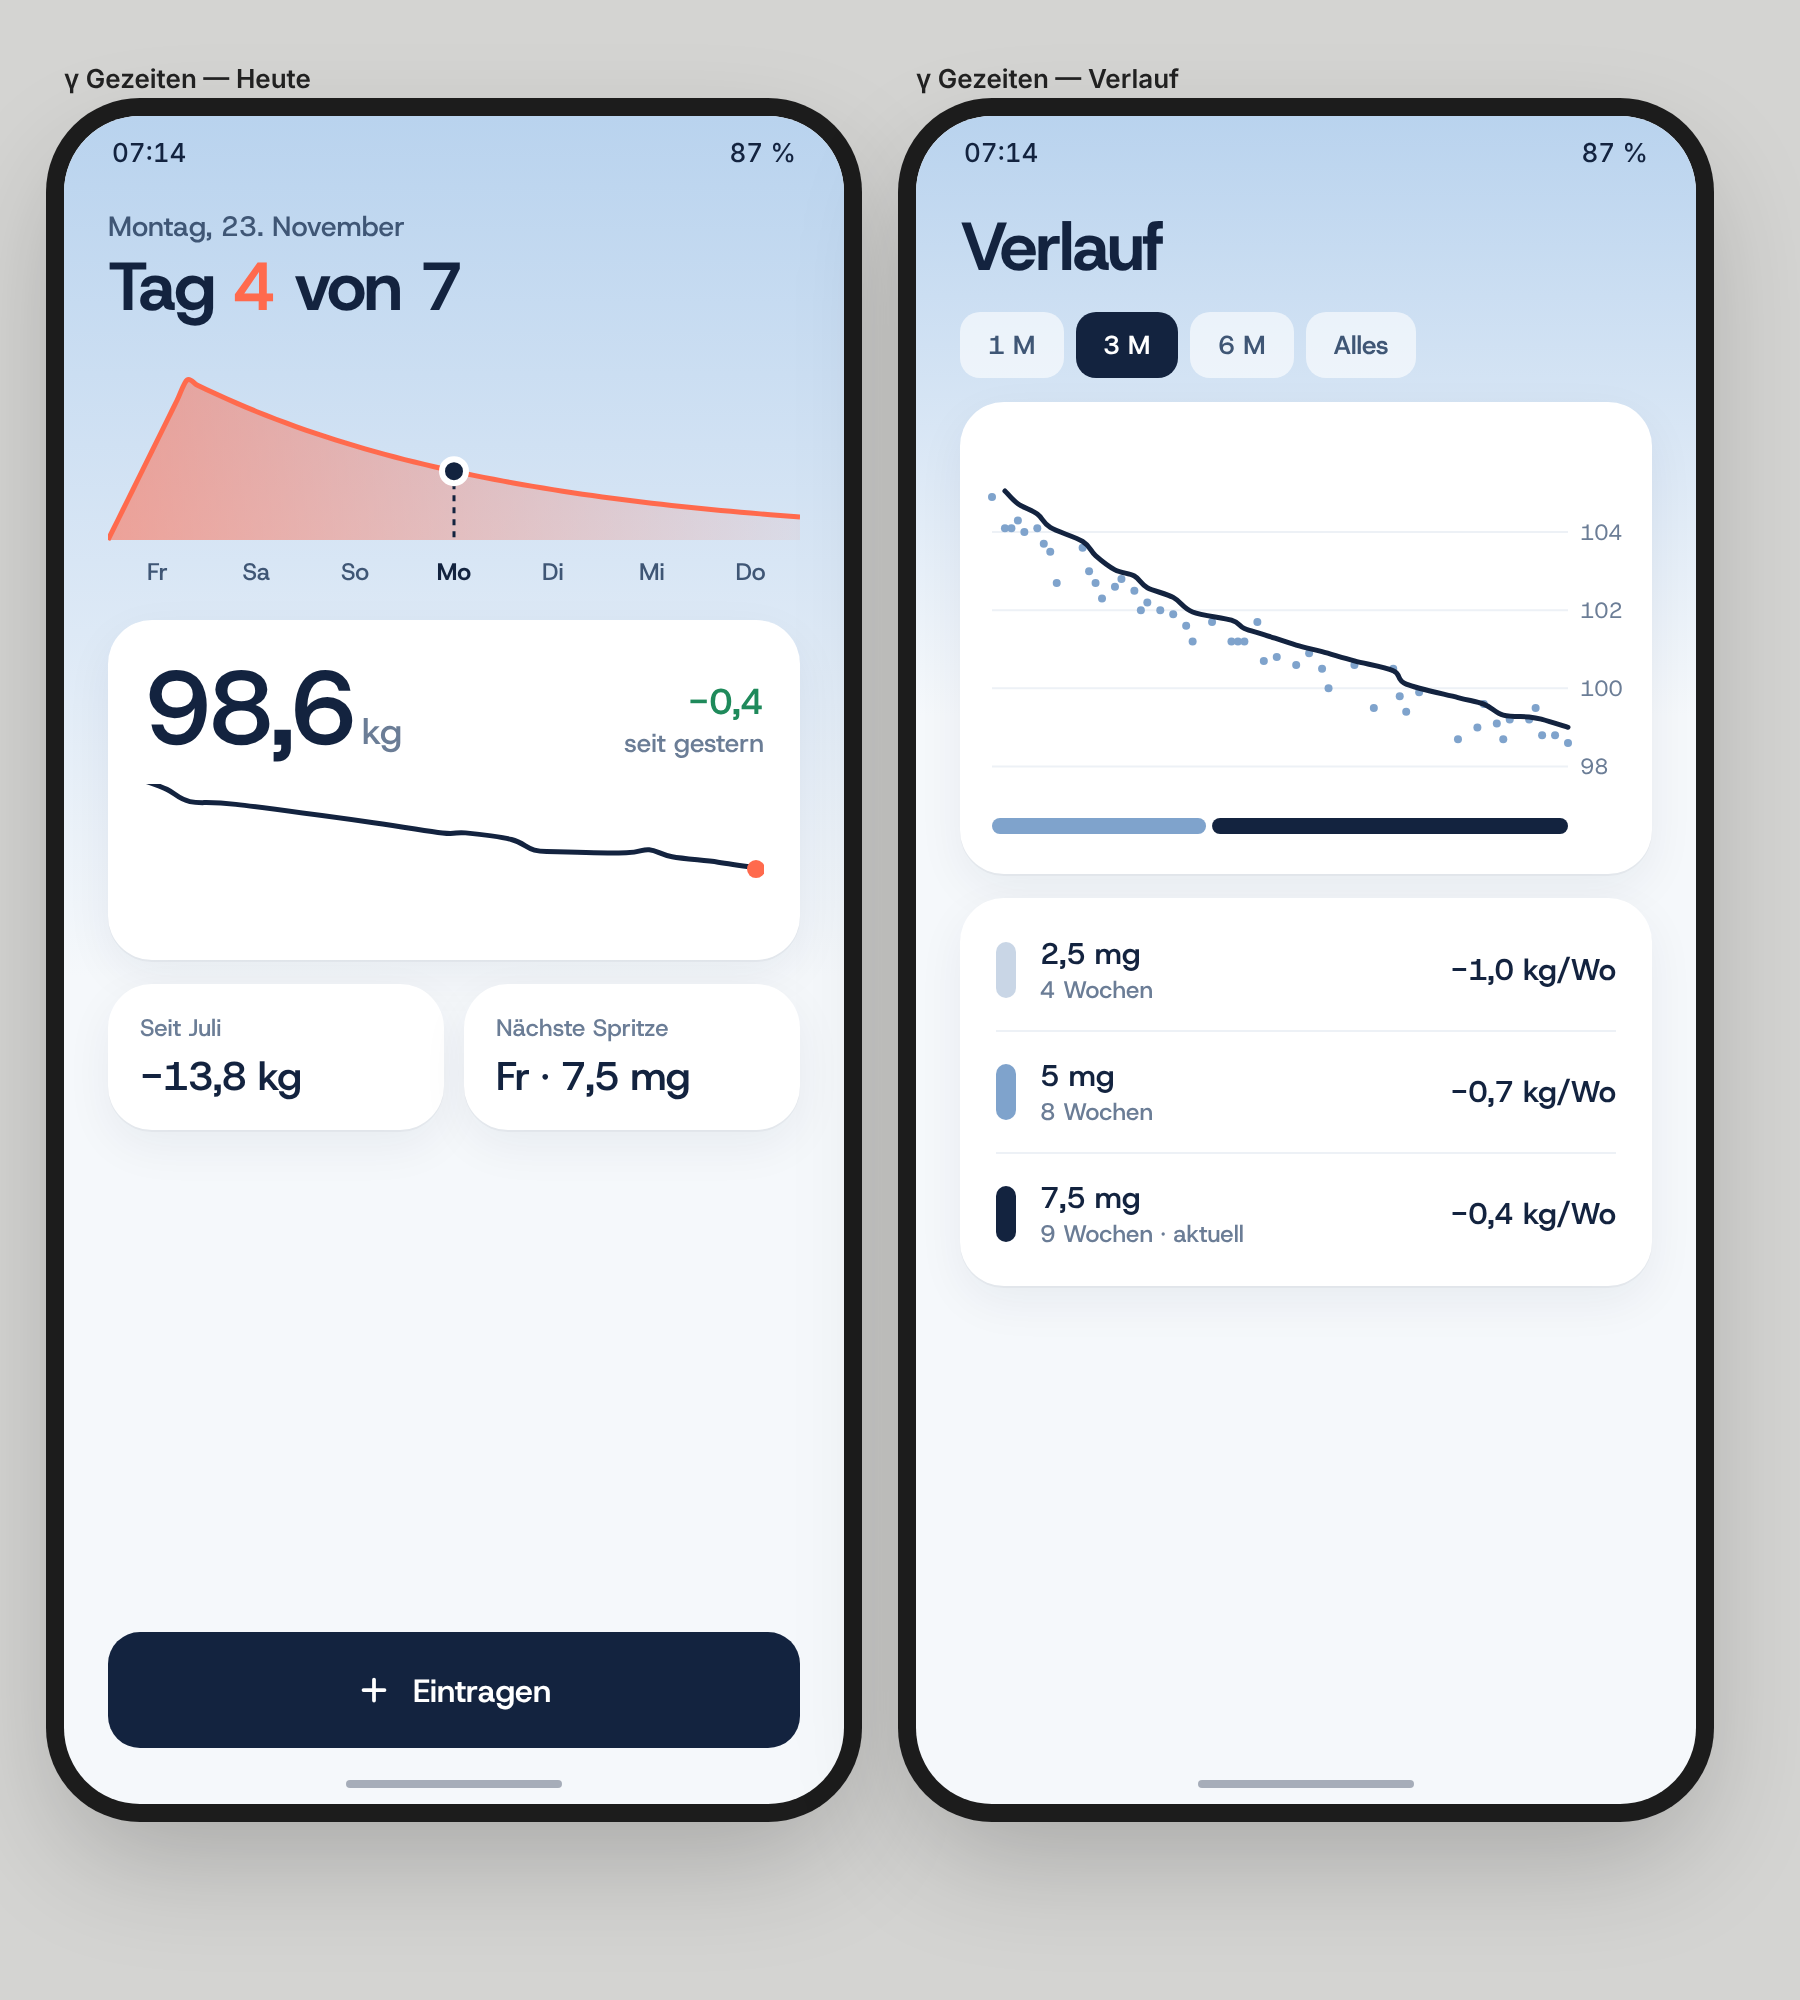 γ Gezeiten — Heute
07:14
87 %
Montag, 23. November
Tag 4 von 7
Fr Sa So Mo Di Mi Do
98,6 kg
−0,4
seit gestern
Seit Juli
−13,8 kg
Nächste Spritze
Fr · 7,5 mg
+ Eintragen
γ Gezeiten — Verlauf
07:14
87 %
Verlauf
1 M 3 M 6 M Alles
104
102
100
98
2,5 mg
4 Wochen
−1,0 kg/Wo
5 mg
8 Wochen
−0,7 kg/Wo
7,5 mg
9 Wochen · aktuell
−0,4 kg/Wo